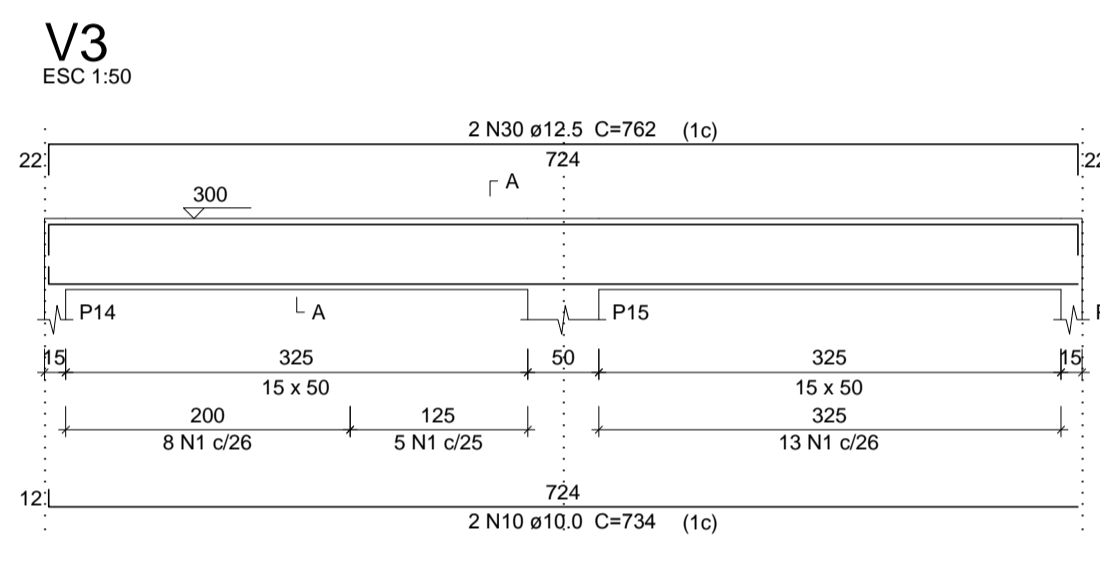 V3
ESC 1:50
2 N30 ø12.5 C=762 (1c)
22 724 22
A
300
P14 A P15
15 325 50 325 15
15 x 50 15 x 50
200 125 325
8 N1 c/26 5 N1 c/25 13 N1 c/26
12 724
2 N10 ø10.0 C=734 (1c)